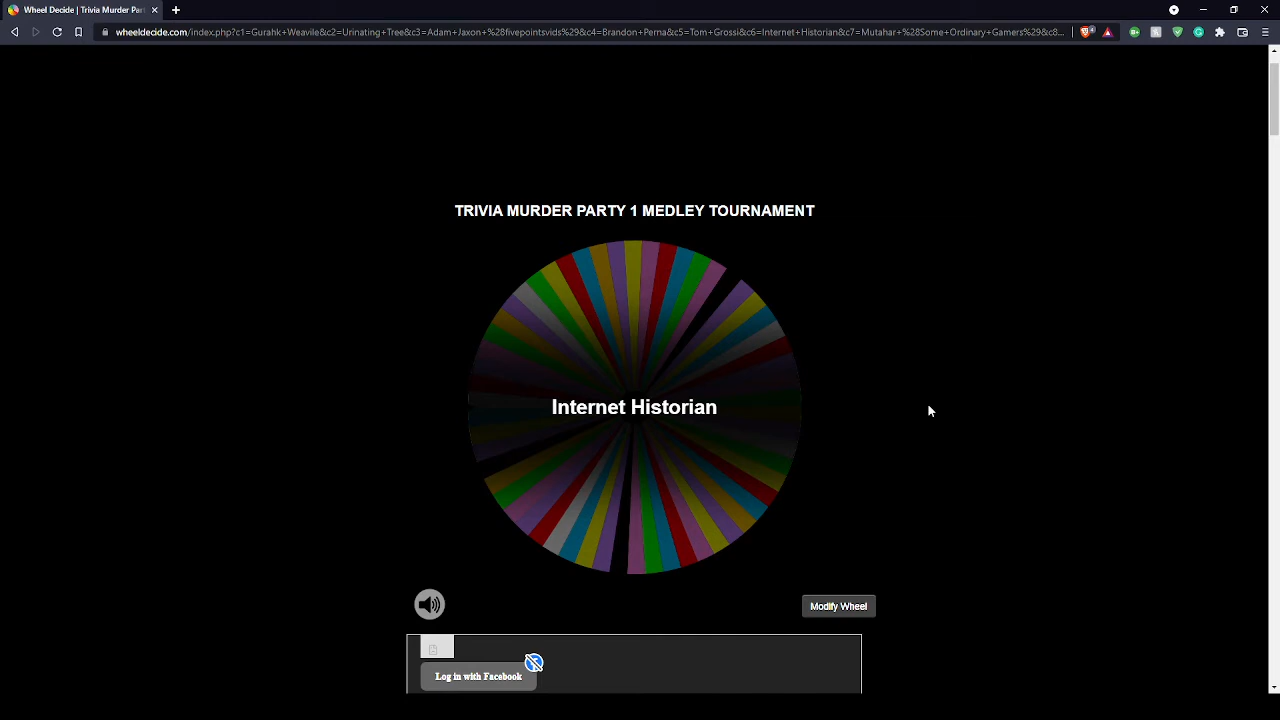 Wheel Decide | Trivia Murder Par
wheeldecide.com/index.php?c1=Gurahk+Weavile&c2=Urinating+Tree&c3=Adam+Jaxon+%28fivepointsvids%29&c4=Brandon+Perna&c5=Tom+Grossi&c6=Internet+Historian&c7=Mutahar+%28Some+Ordinary+Gamers%29&c8...
TRIVIA MURDER PARTY 1 MEDLEY TOURNAMENT
Internet Historian
Modify Wheel
Log in with Facebook